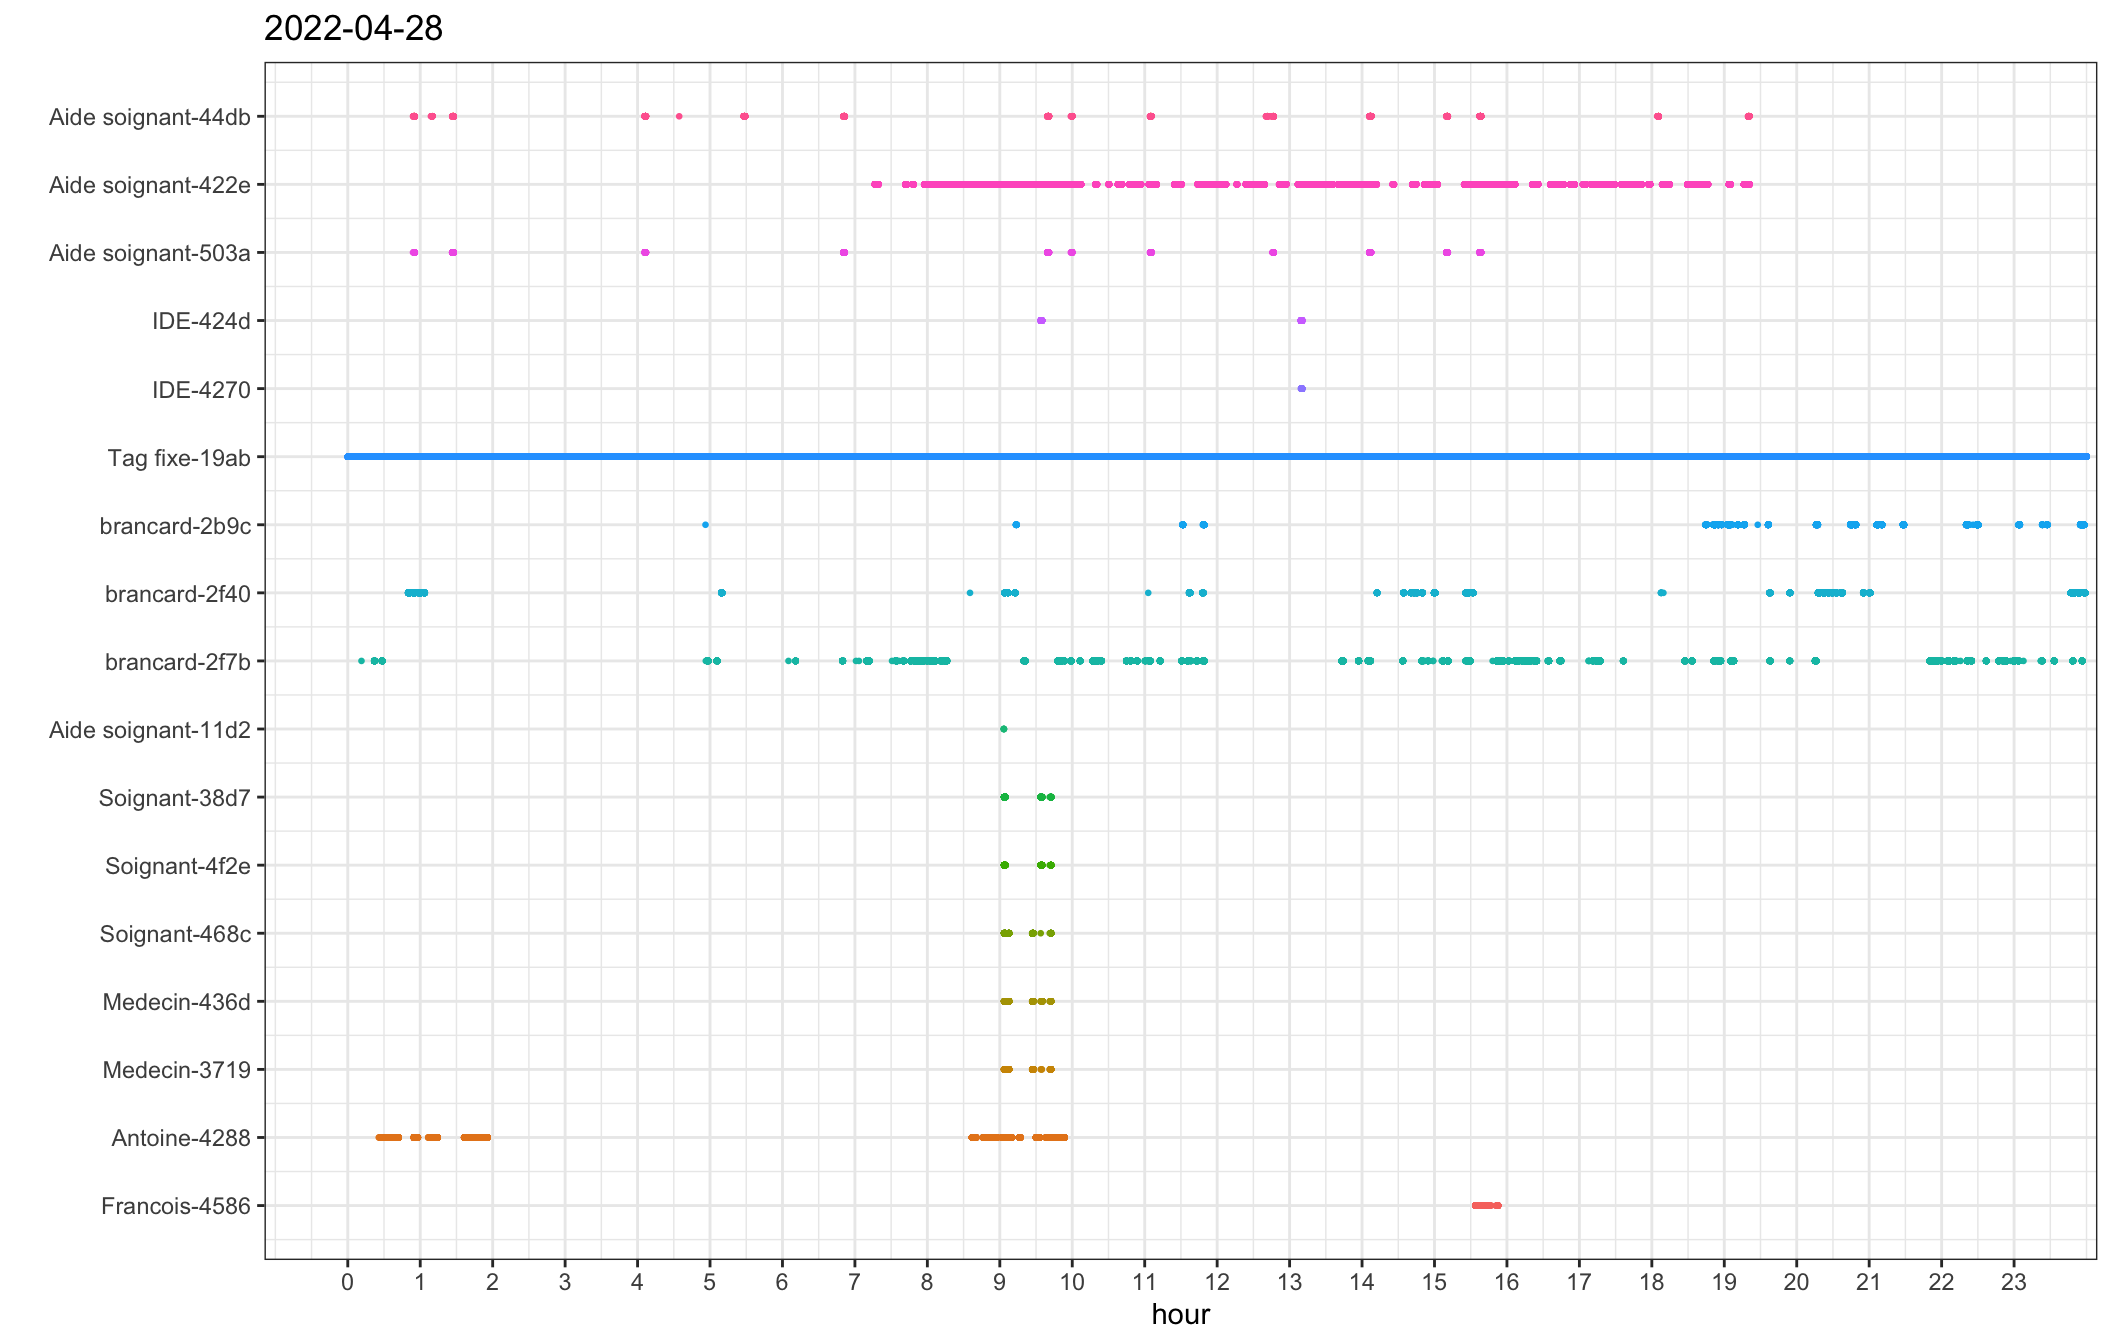 2022-04-28
Aide soignant-44db
Aide soignant-422e
Aide soignant-503a
IDE-424d
IDE-4270
Tag fixe-19ab
brancard-2b9c
brancard-2f40
brancard-2f7b
Aide soignant-11d2
Soignant-38d7
Soignant-4f2e
Soignant-468c
Medecin-436d
Medecin-3719
Antoine-4288
Francois-4586
0 1 2 3 4 5 6 7 8 9 10 11 12 13 14 15 16 17 18 19 20 21 22 23
hour